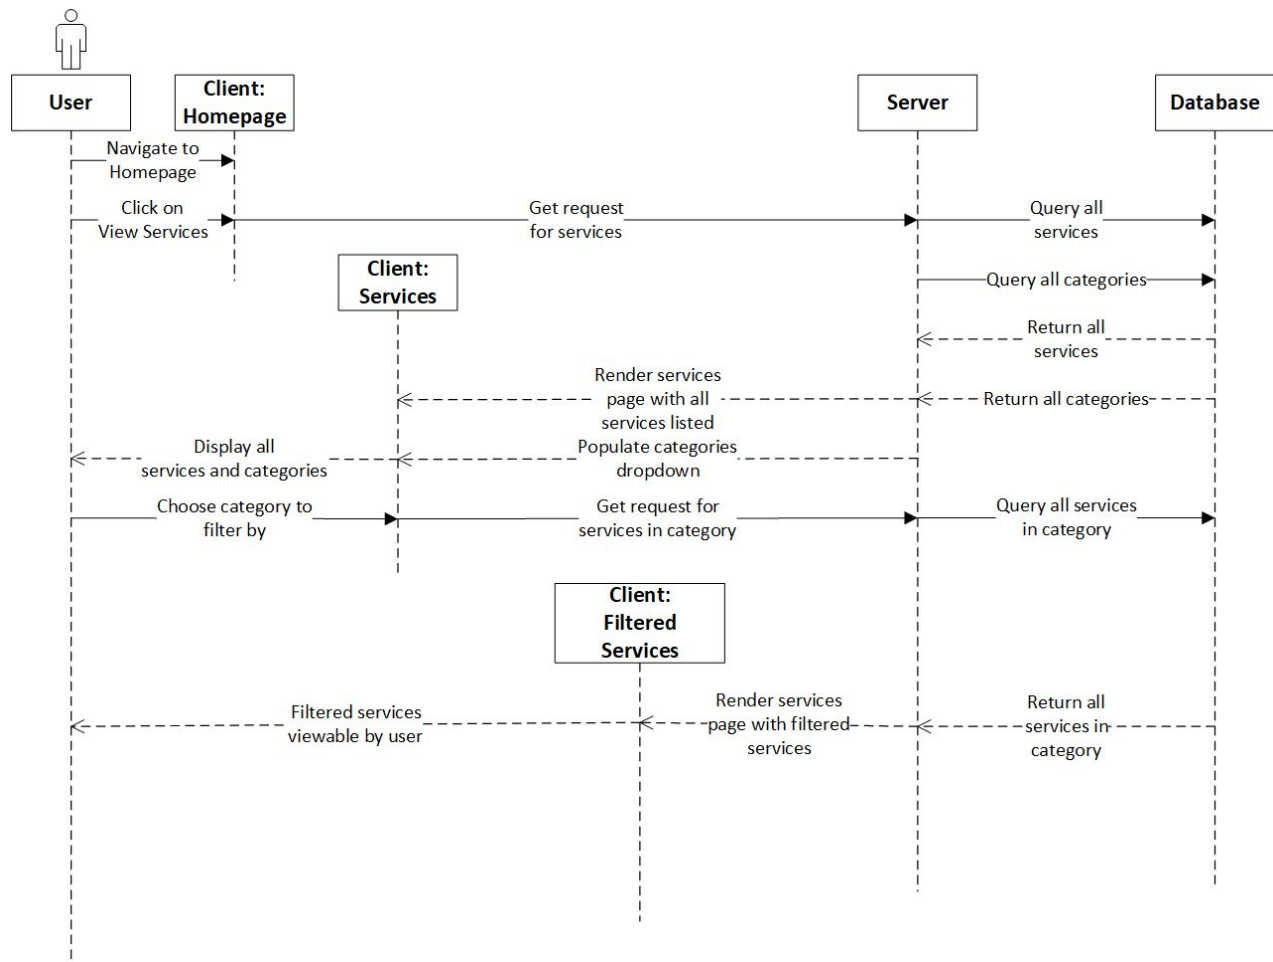 User
Client:
Homepage
Server
Database
Navigate to
Homepage
Click on
View Services
Get request
for services
Query all
services
Client:
Services
Query all categories
Return all
services
Render services
page with all
services listed
Return all categories
Display all
services and categories
Populate categories
dropdown
Choose category to
filter by
Get request for
services in category
Query all services
in category
Client:
Filtered
Services
Filtered services
viewable by user
Render services
page with filtered
services
Return all
services in
category